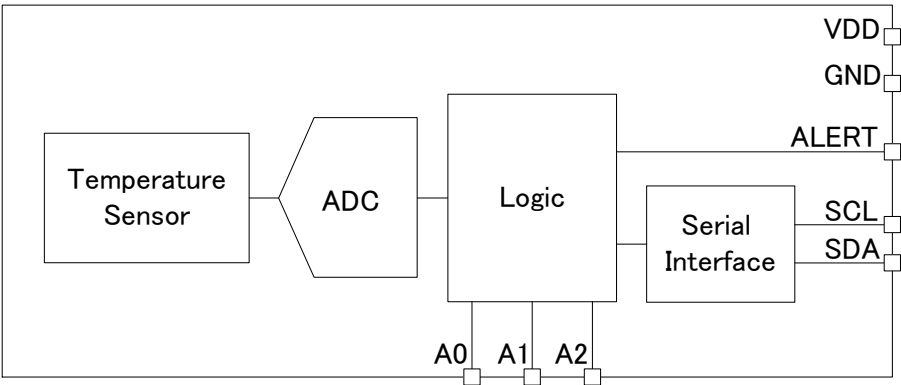 VDD
GND
ALERT
Temperature
Sensor
ADC
Logic
Serial
Interface
SCL
SDA
A0
A1
A2